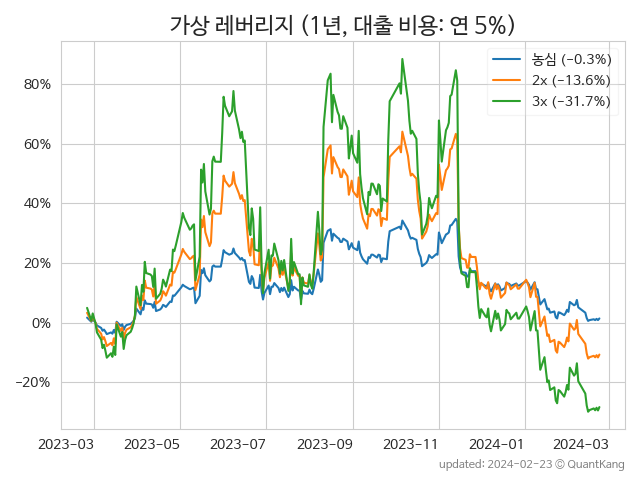 가상 레버리지 (1년, 대출 비용: 연 5%)
농심 (−0.3%)
2x (−13.6%)
3x (−31.7%)
80%
60%
40%
20%
0%
−20%
2023-03 2023-05 2023-07 2023-09 2023-11 2024-01 2024-03
updated: 2024-02-23 © QuantKang